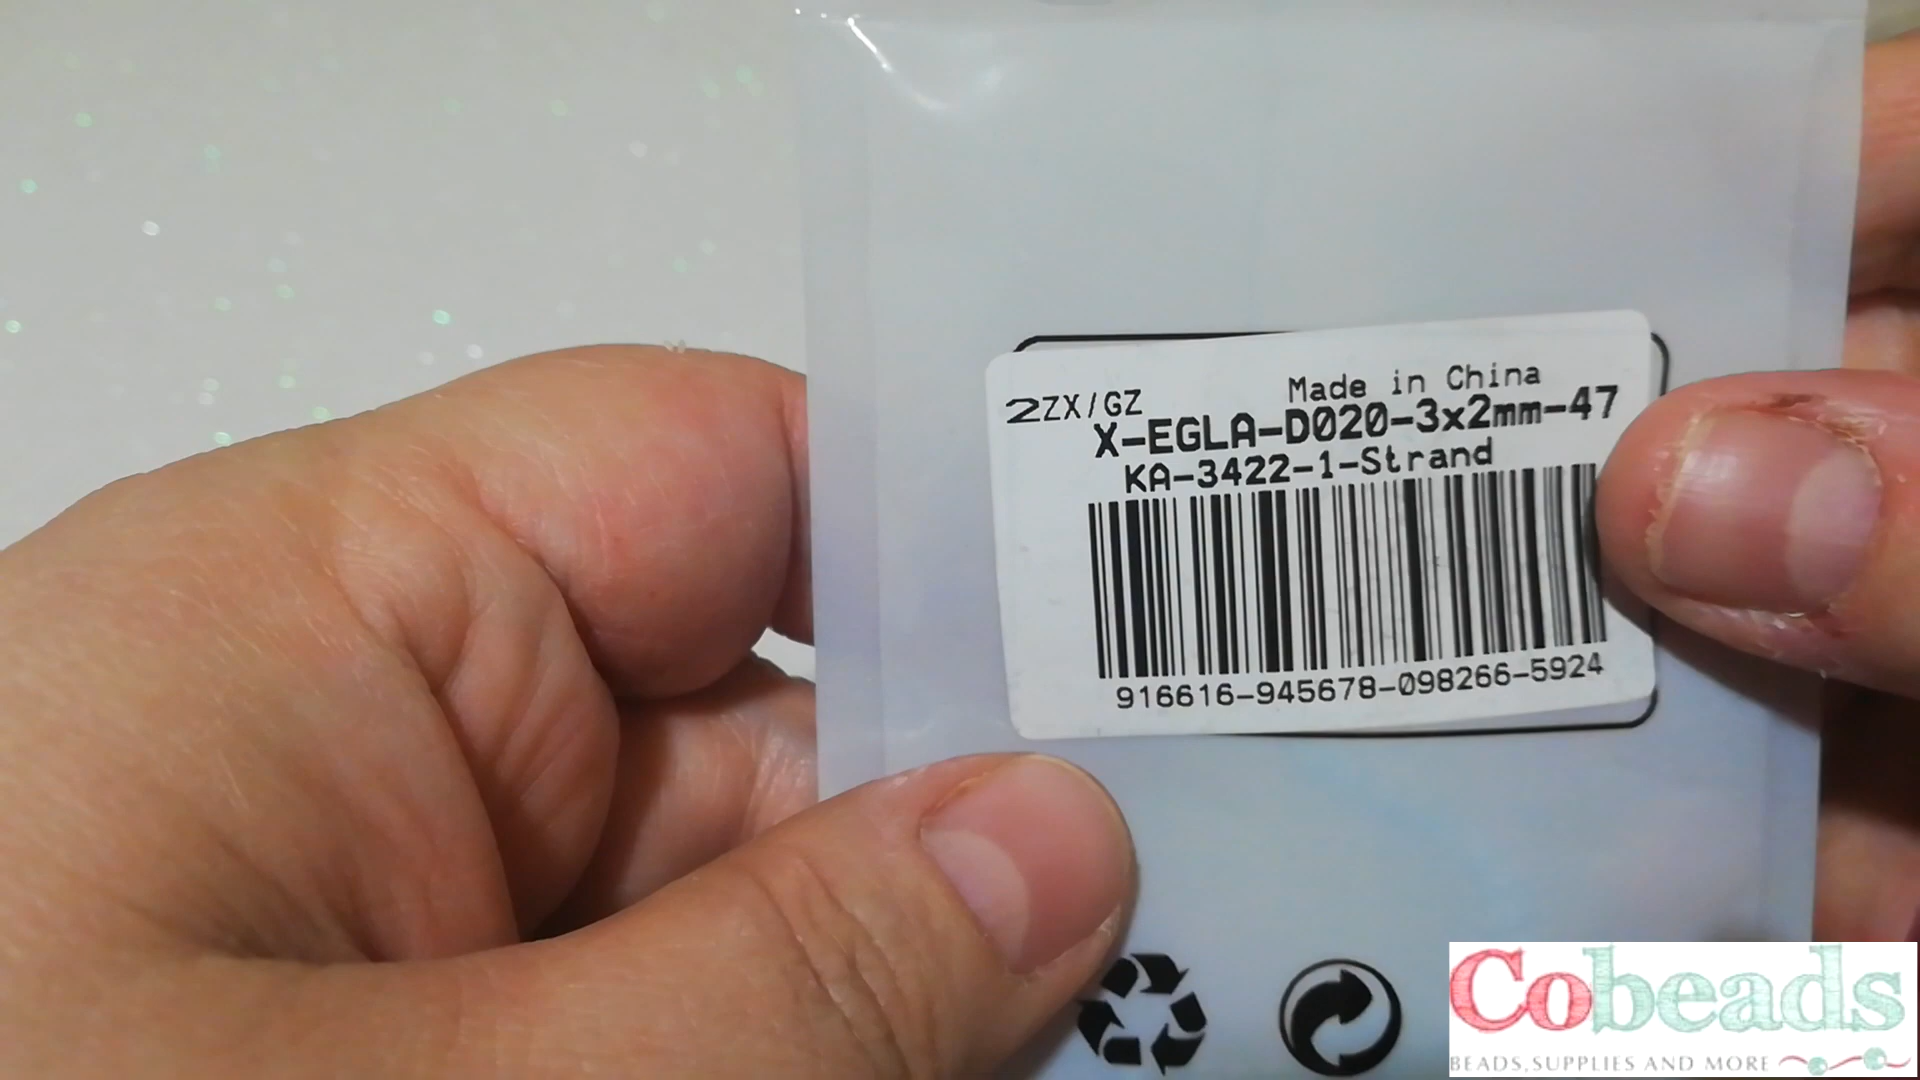 Made in China
2ZX/GZ
X-EGLA-D020-3x2mm-47
KA-3422-1-Strand
916616-945678-098266-5924
Cobeads
BEADS, SUPPLIES AND MORE